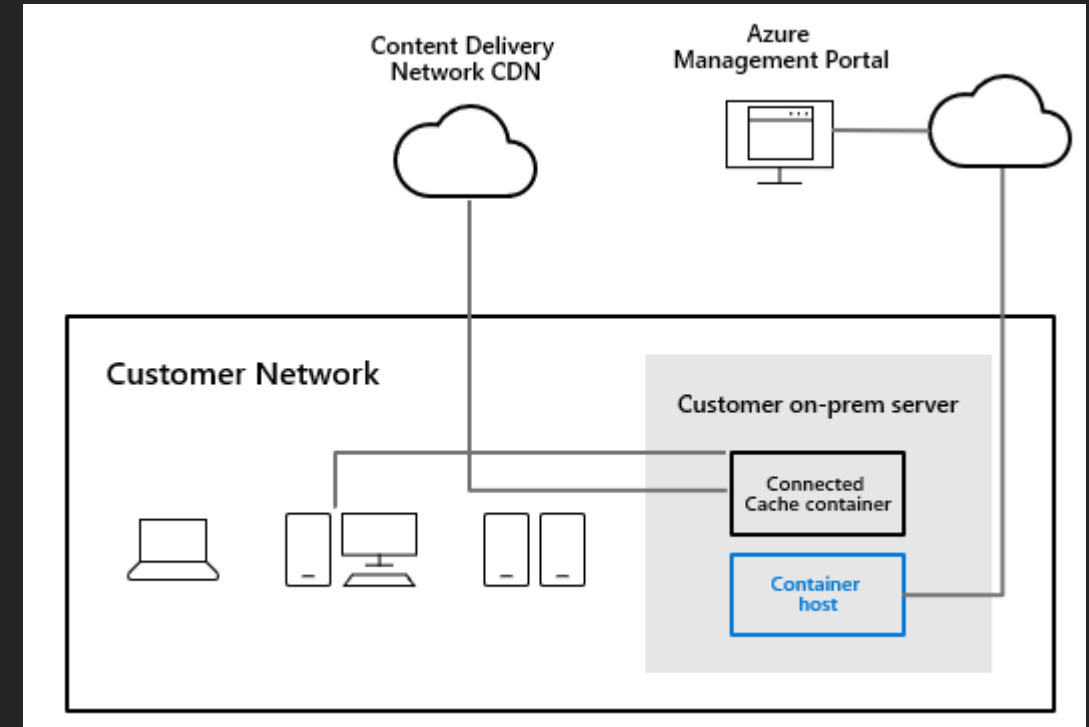 Content Delivery
Network CDN
Azure
Management Portal
Customer Network
Customer on-prem server
Connected
Cache container
Container
host